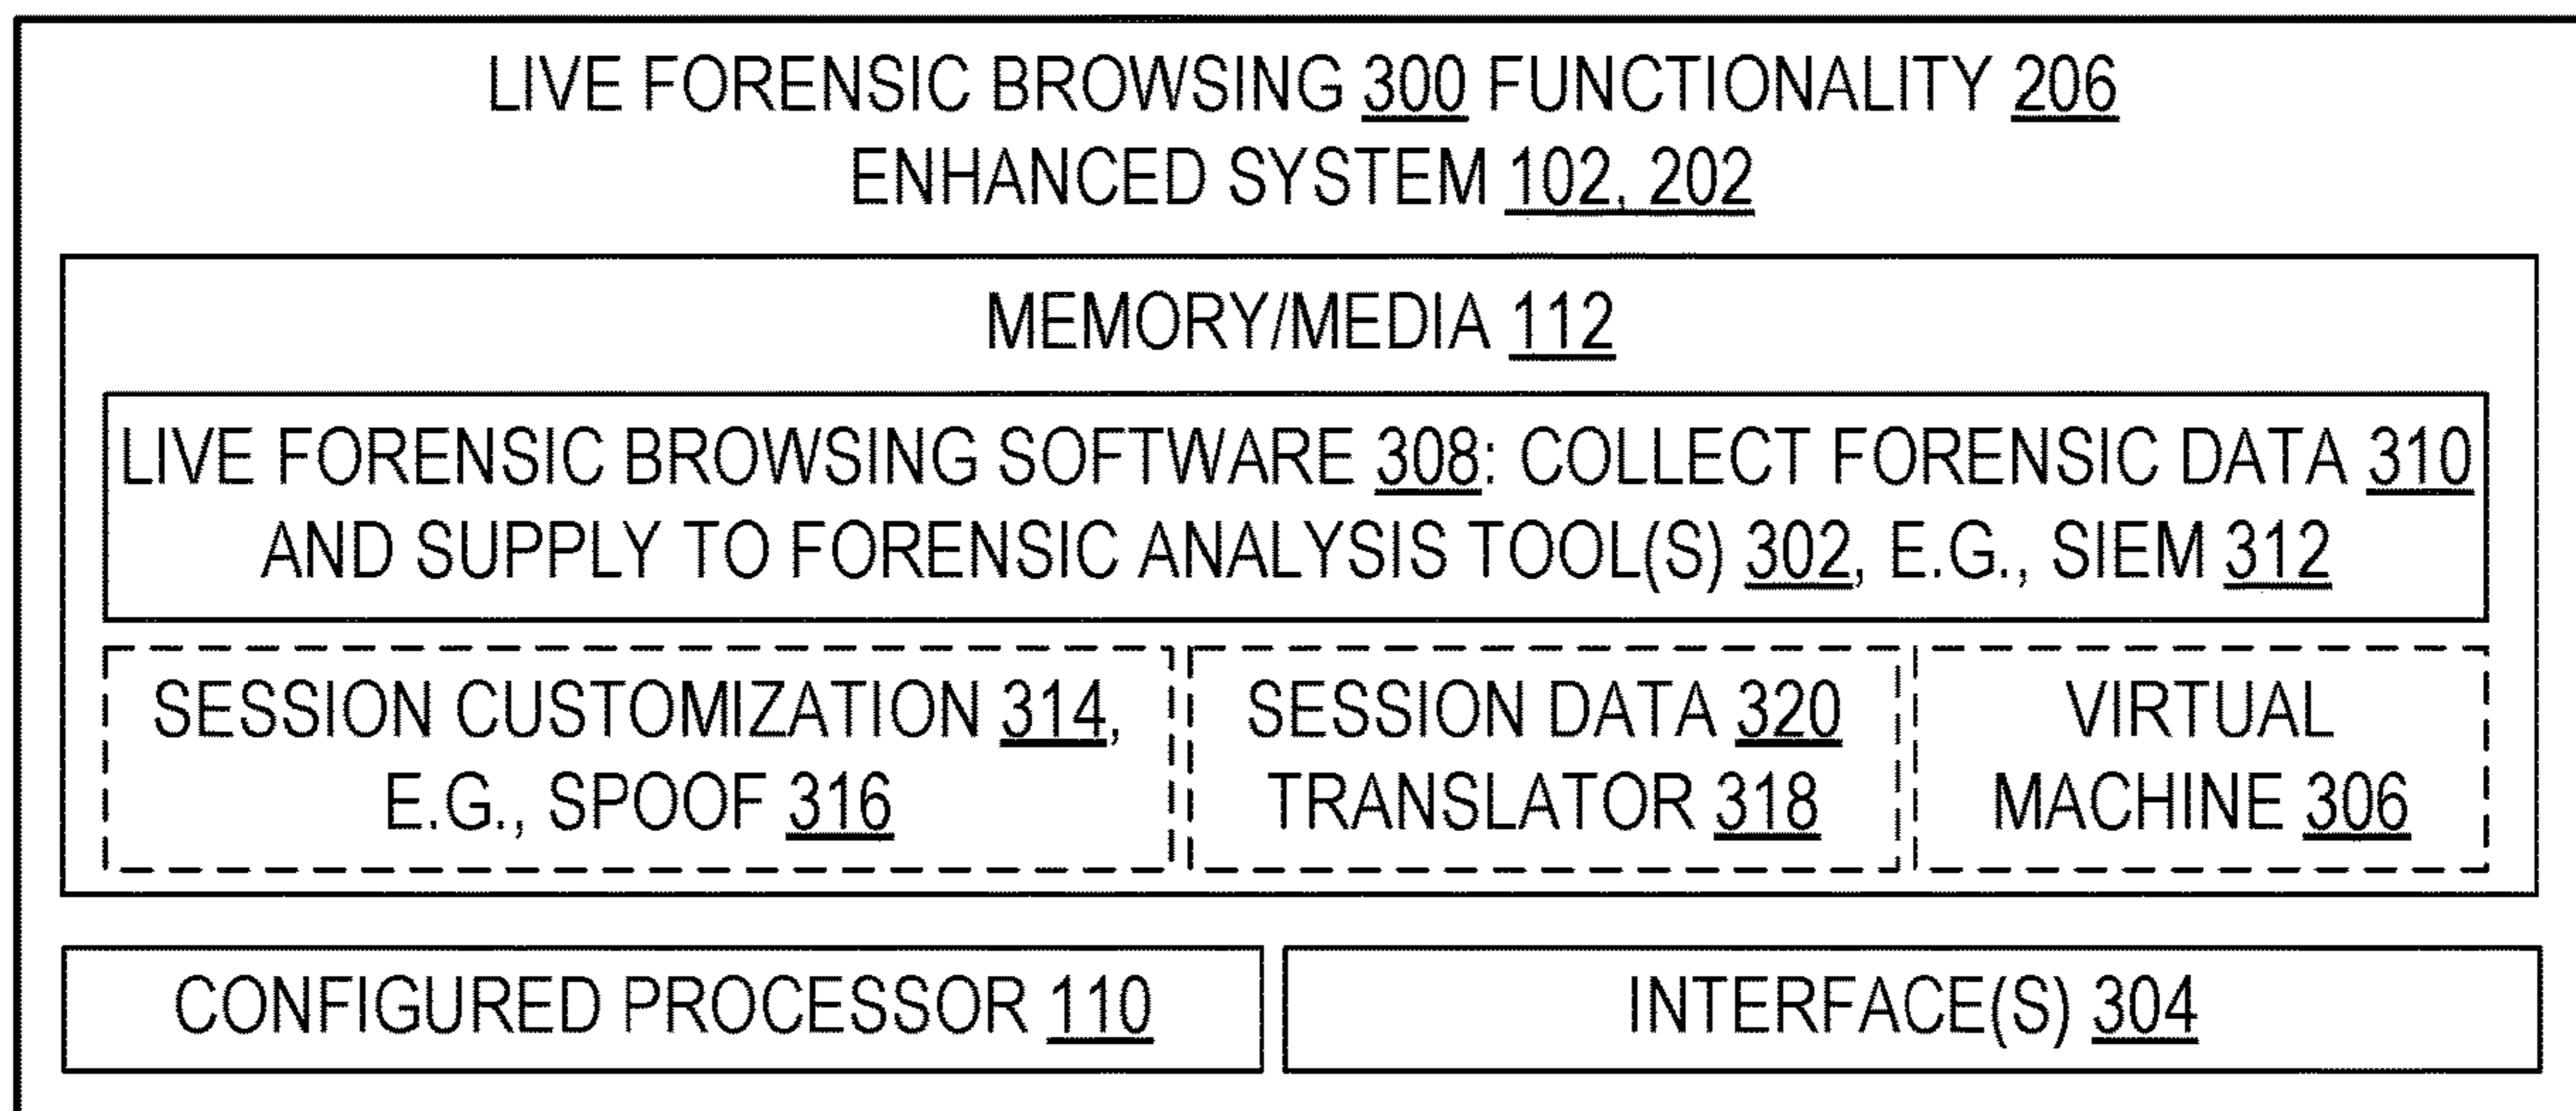 LIVE FORENSIC BROWSING 300 FUNCTIONALITY 206
ENHANCED SYSTEM 102, 202
MEMORY/MEDIA 112
LIVE FORENSIC BROWSING SOFTWARE 308: COLLECT FORENSIC DATA 310
AND SUPPLY TO FORENSIC ANALYSIS TOOL(S) 302, E.G., SIEM 312
SESSION CUSTOMIZATION 314,
E.G., SPOOF 316
SESSION DATA 320
TRANSLATOR 318
VIRTUAL
MACHINE 306
CONFIGURED PROCESSOR 110
INTERFACE(S) 304